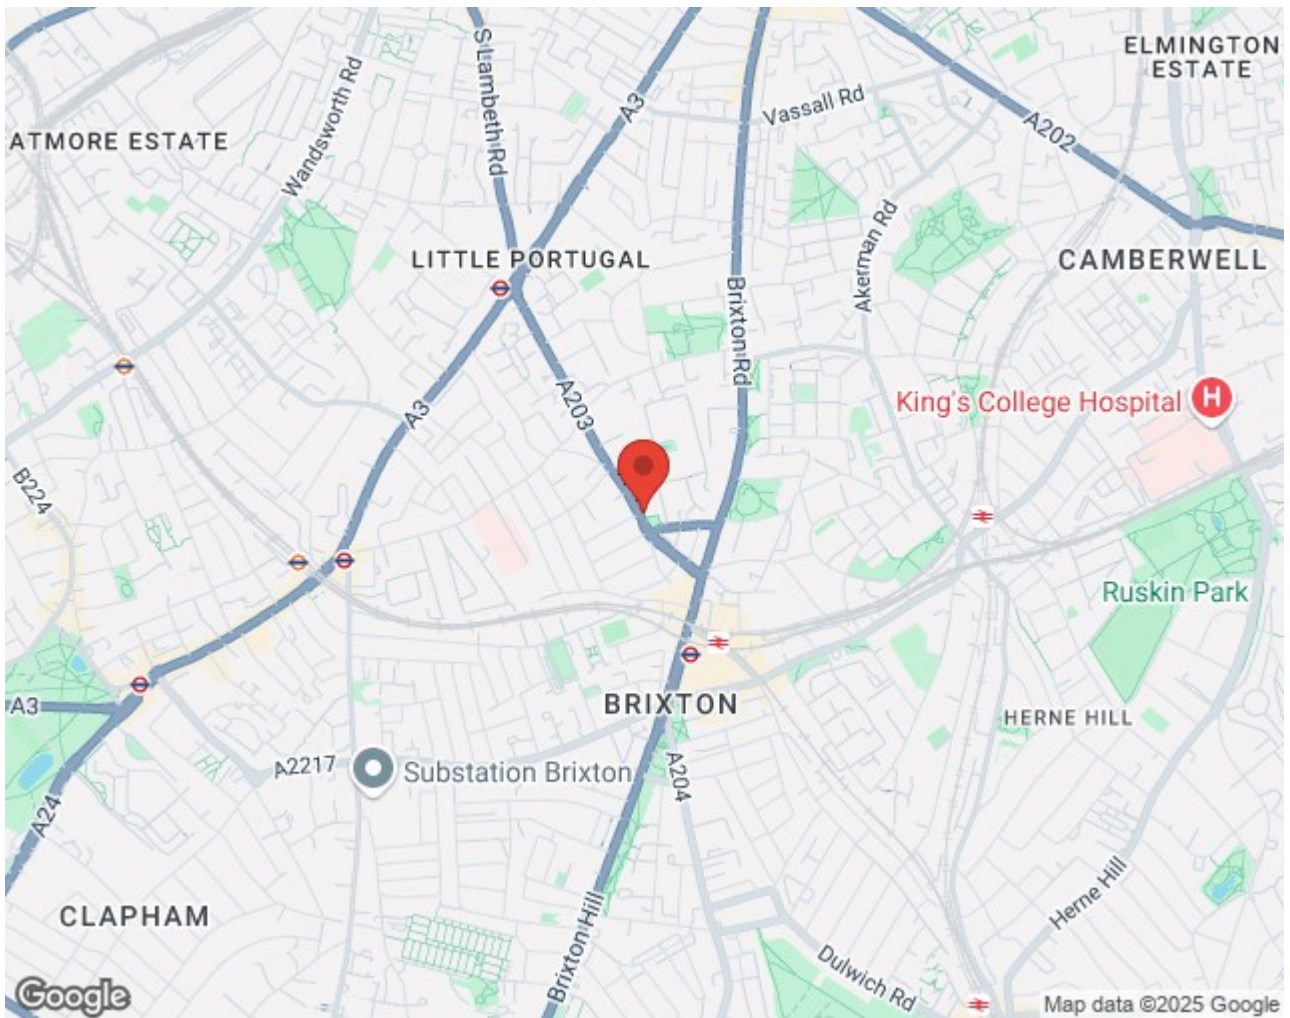 S Lambeth Rd
A3
Vassall Rd
ELMINGTON
ESTATE
Wandsworth Rd
A202
ATMORE ESTATE
Akerman Rd
LITTLE PORTUGAL
CAMBERWELL
Brixton Rd
A203
A3
King's College Hospital
H
B224
Ruskin Park
A3
BRIXTON
HERNE HILL
A2217
Substation Brixton
A204
A24
CLAPHAM
Herne Hill
Brixton Hill
Dulwich Rd
Google
Map data ©2025 Google